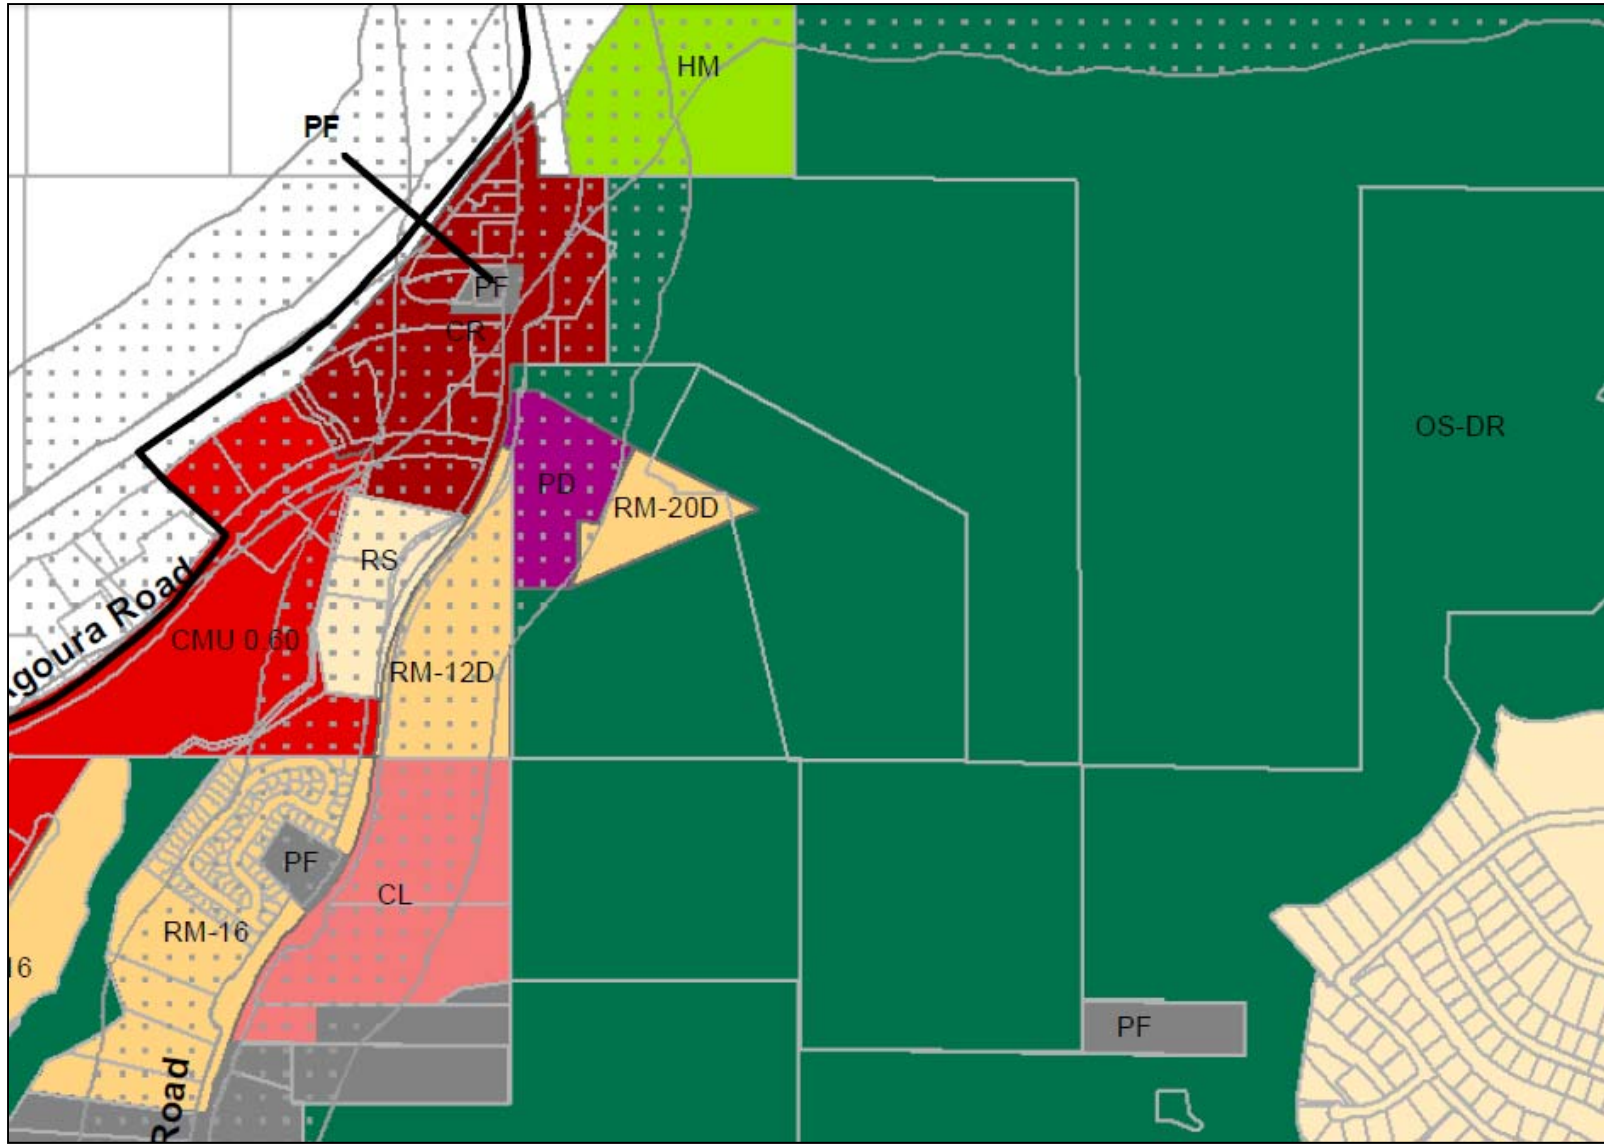 HM
PF
PF
CR
OS-DR
PD
RM-20D
RS
Agoura Road
CMU 0.60
RM-12D
PF
CL
RM-16
16
PF
Road